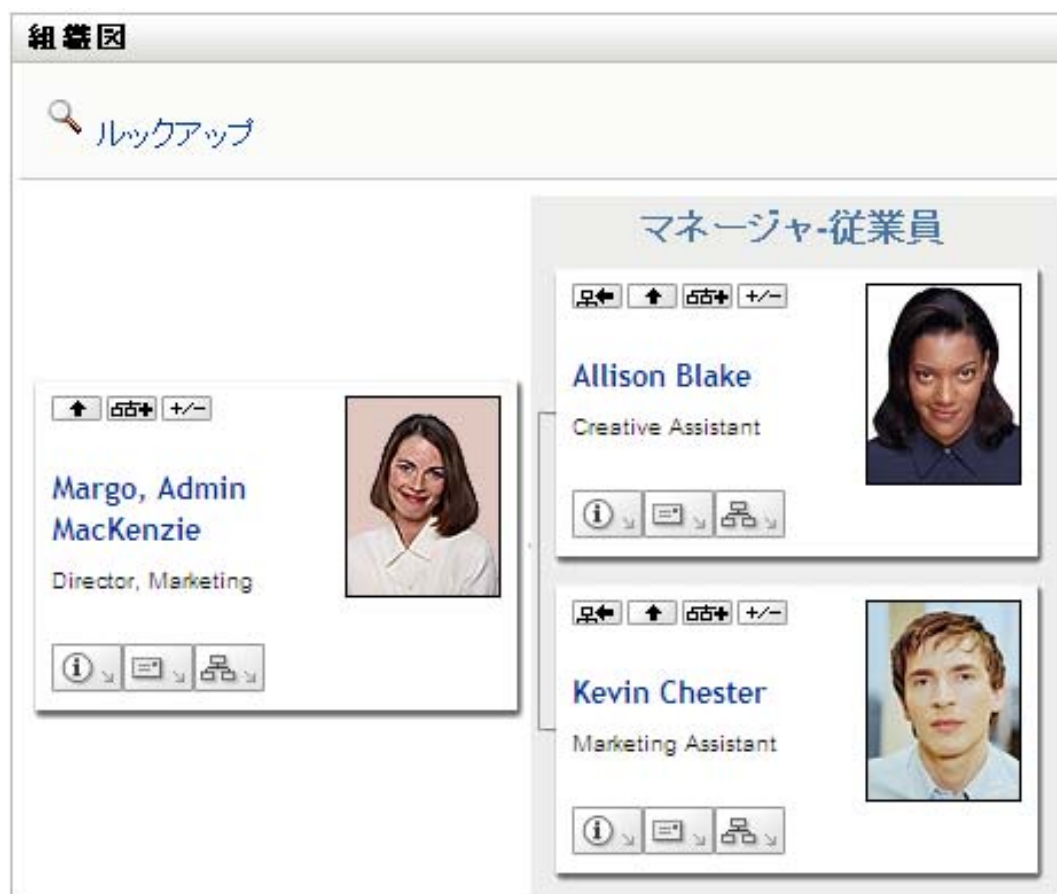 組織図
ルックアップ
マネージャ-従業員
Allison Blake
Creative Assistant
Margo, Admin
MacKenzie
Director, Marketing
Kevin Chester
Marketing Assistant